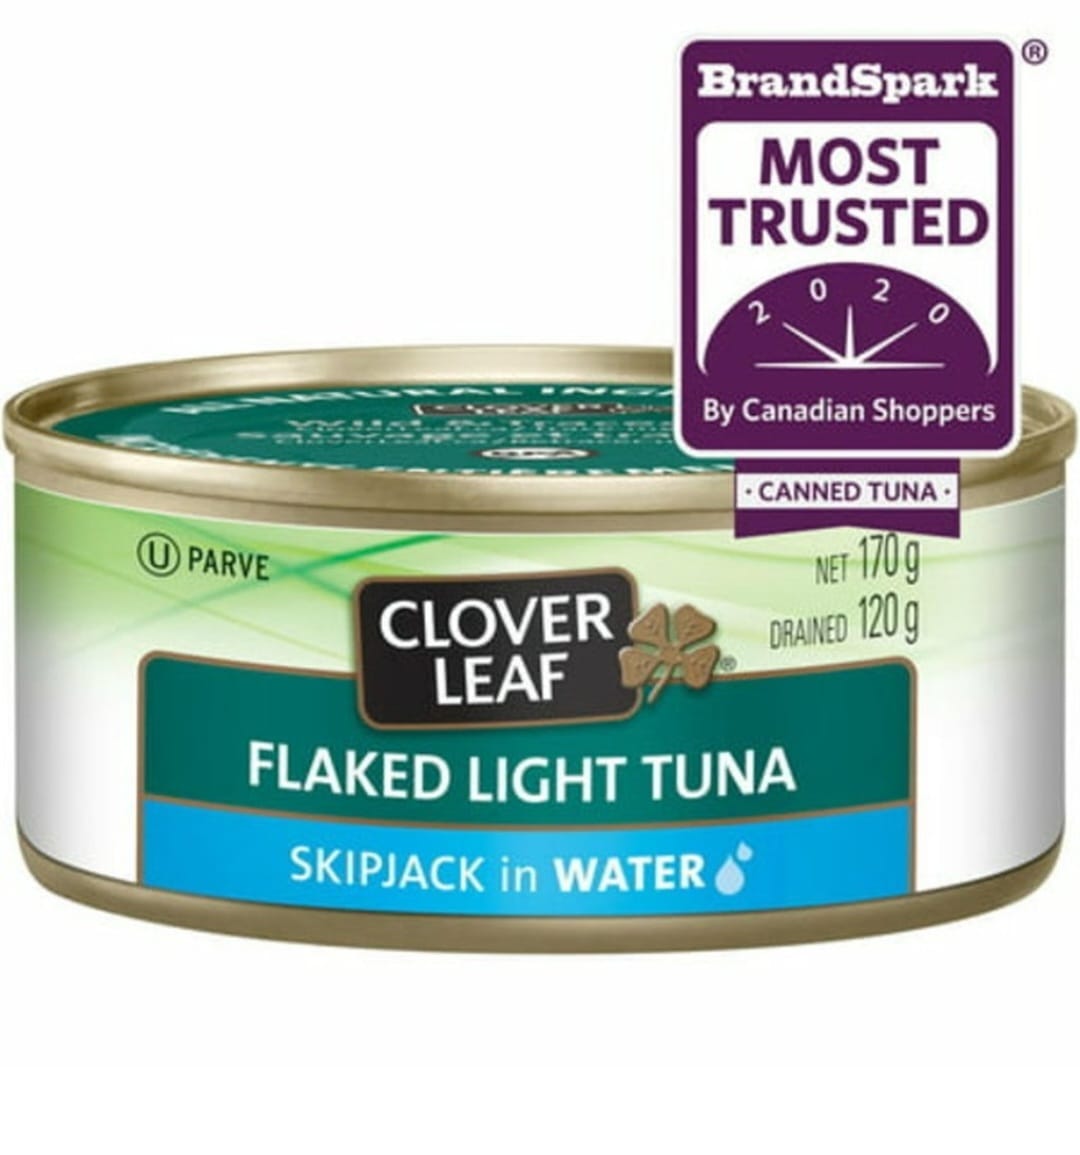 BrandSpark®
MOST
TRUSTED
2020
By Canadian Shoppers
· CANNED TUNA ·
NATURAL
U PARVE
NET 170 g
DRAINED 120 g
CLOVER
LEAF®
FLAKED LIGHT TUNA
SKIPJACK in WATER